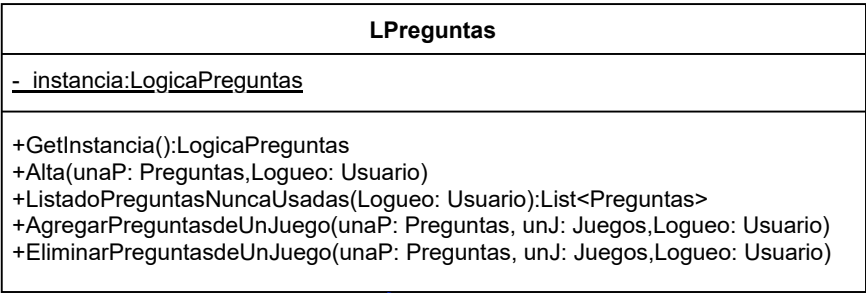 LPreguntas
- _instancia:LogicaPreguntas
+GetInstancia():LogicaPreguntas
+Alta(unaP: Preguntas,Logueo: Usuario)
+ListadoPreguntasNuncaUsadas(Logueo: Usuario):List<Preguntas>
+AgregarPreguntasdeUnJuego(unaP: Preguntas, unJ: Juegos,Logueo: Usuario)
+EliminarPreguntasdeUnJuego(unaP: Preguntas, unJ: Juegos,Logueo: Usuario)